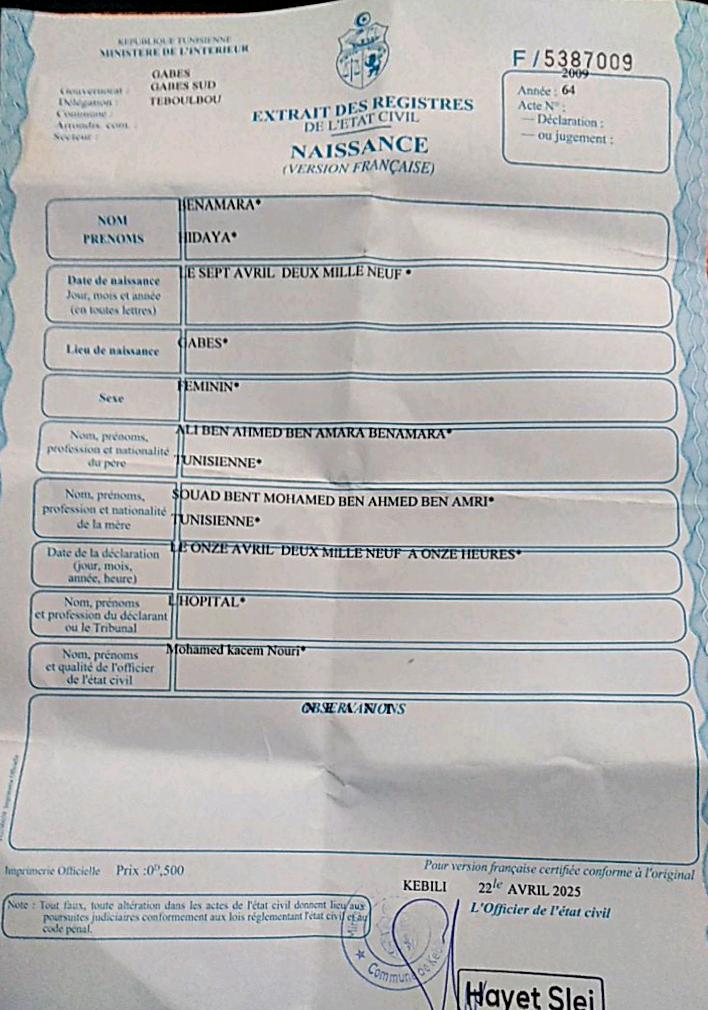 REPUBLIQUE TUNISIENNE
MINISTERE DE L'INTERIEUR
Gouvernorat : GABES
Délégation : GABES SUD
Commune : TEBOULBOU
Arrondis. com. :
Secteur :
EXTRAIT DES REGISTRES
DE L'ETAT CIVIL
NAISSANCE
(VERSION FRANÇAISE)
F/5387009
2009
Année : 64
Acte N° :
— Déclaration :
— ou jugement :
NOM BENAMARA*
PRENOMS HIDAYA*
Date de naissance LE SEPT AVRIL DEUX MILLE NEUF *
Jour, mois et année
(en toutes lettres)
Lieu de naissance GABES*
Sexe FEMININ*
Nom, prénoms, ALI BEN AHMED BEN AMARA BENAMARA*
profession et nationalité
du père TUNISIENNE*
Nom, prénoms, SOUAD BENT MOHAMED BEN AHMED BEN AMRI*
profession et nationalité
de la mère TUNISIENNE*
Date de la déclaration LE ONZE AVRIL DEUX MILLE NEUF A ONZE HEURES*
(jour, mois,
année, heure)
Nom, prénoms L'HOPITAL*
et profession du déclarant
ou le Tribunal
Nom, prénoms Mohamed kacem Nouri*
et qualité de l'officier
de l'état civil
OBSERVATIONS
Imprimerie Officielle Prix :0ᴰ,500
Pour version française certifiée conforme à l'original
KEBILI 22le AVRIL 2025
L'Officier de l'état civil
Note : Tout faux, toute altération dans les actes de l'état civil donnent lieu aux
poursuites judiciaires conformement aux lois réglementant l'état civil et au
code pénal.
Commune de
Hayet Slei